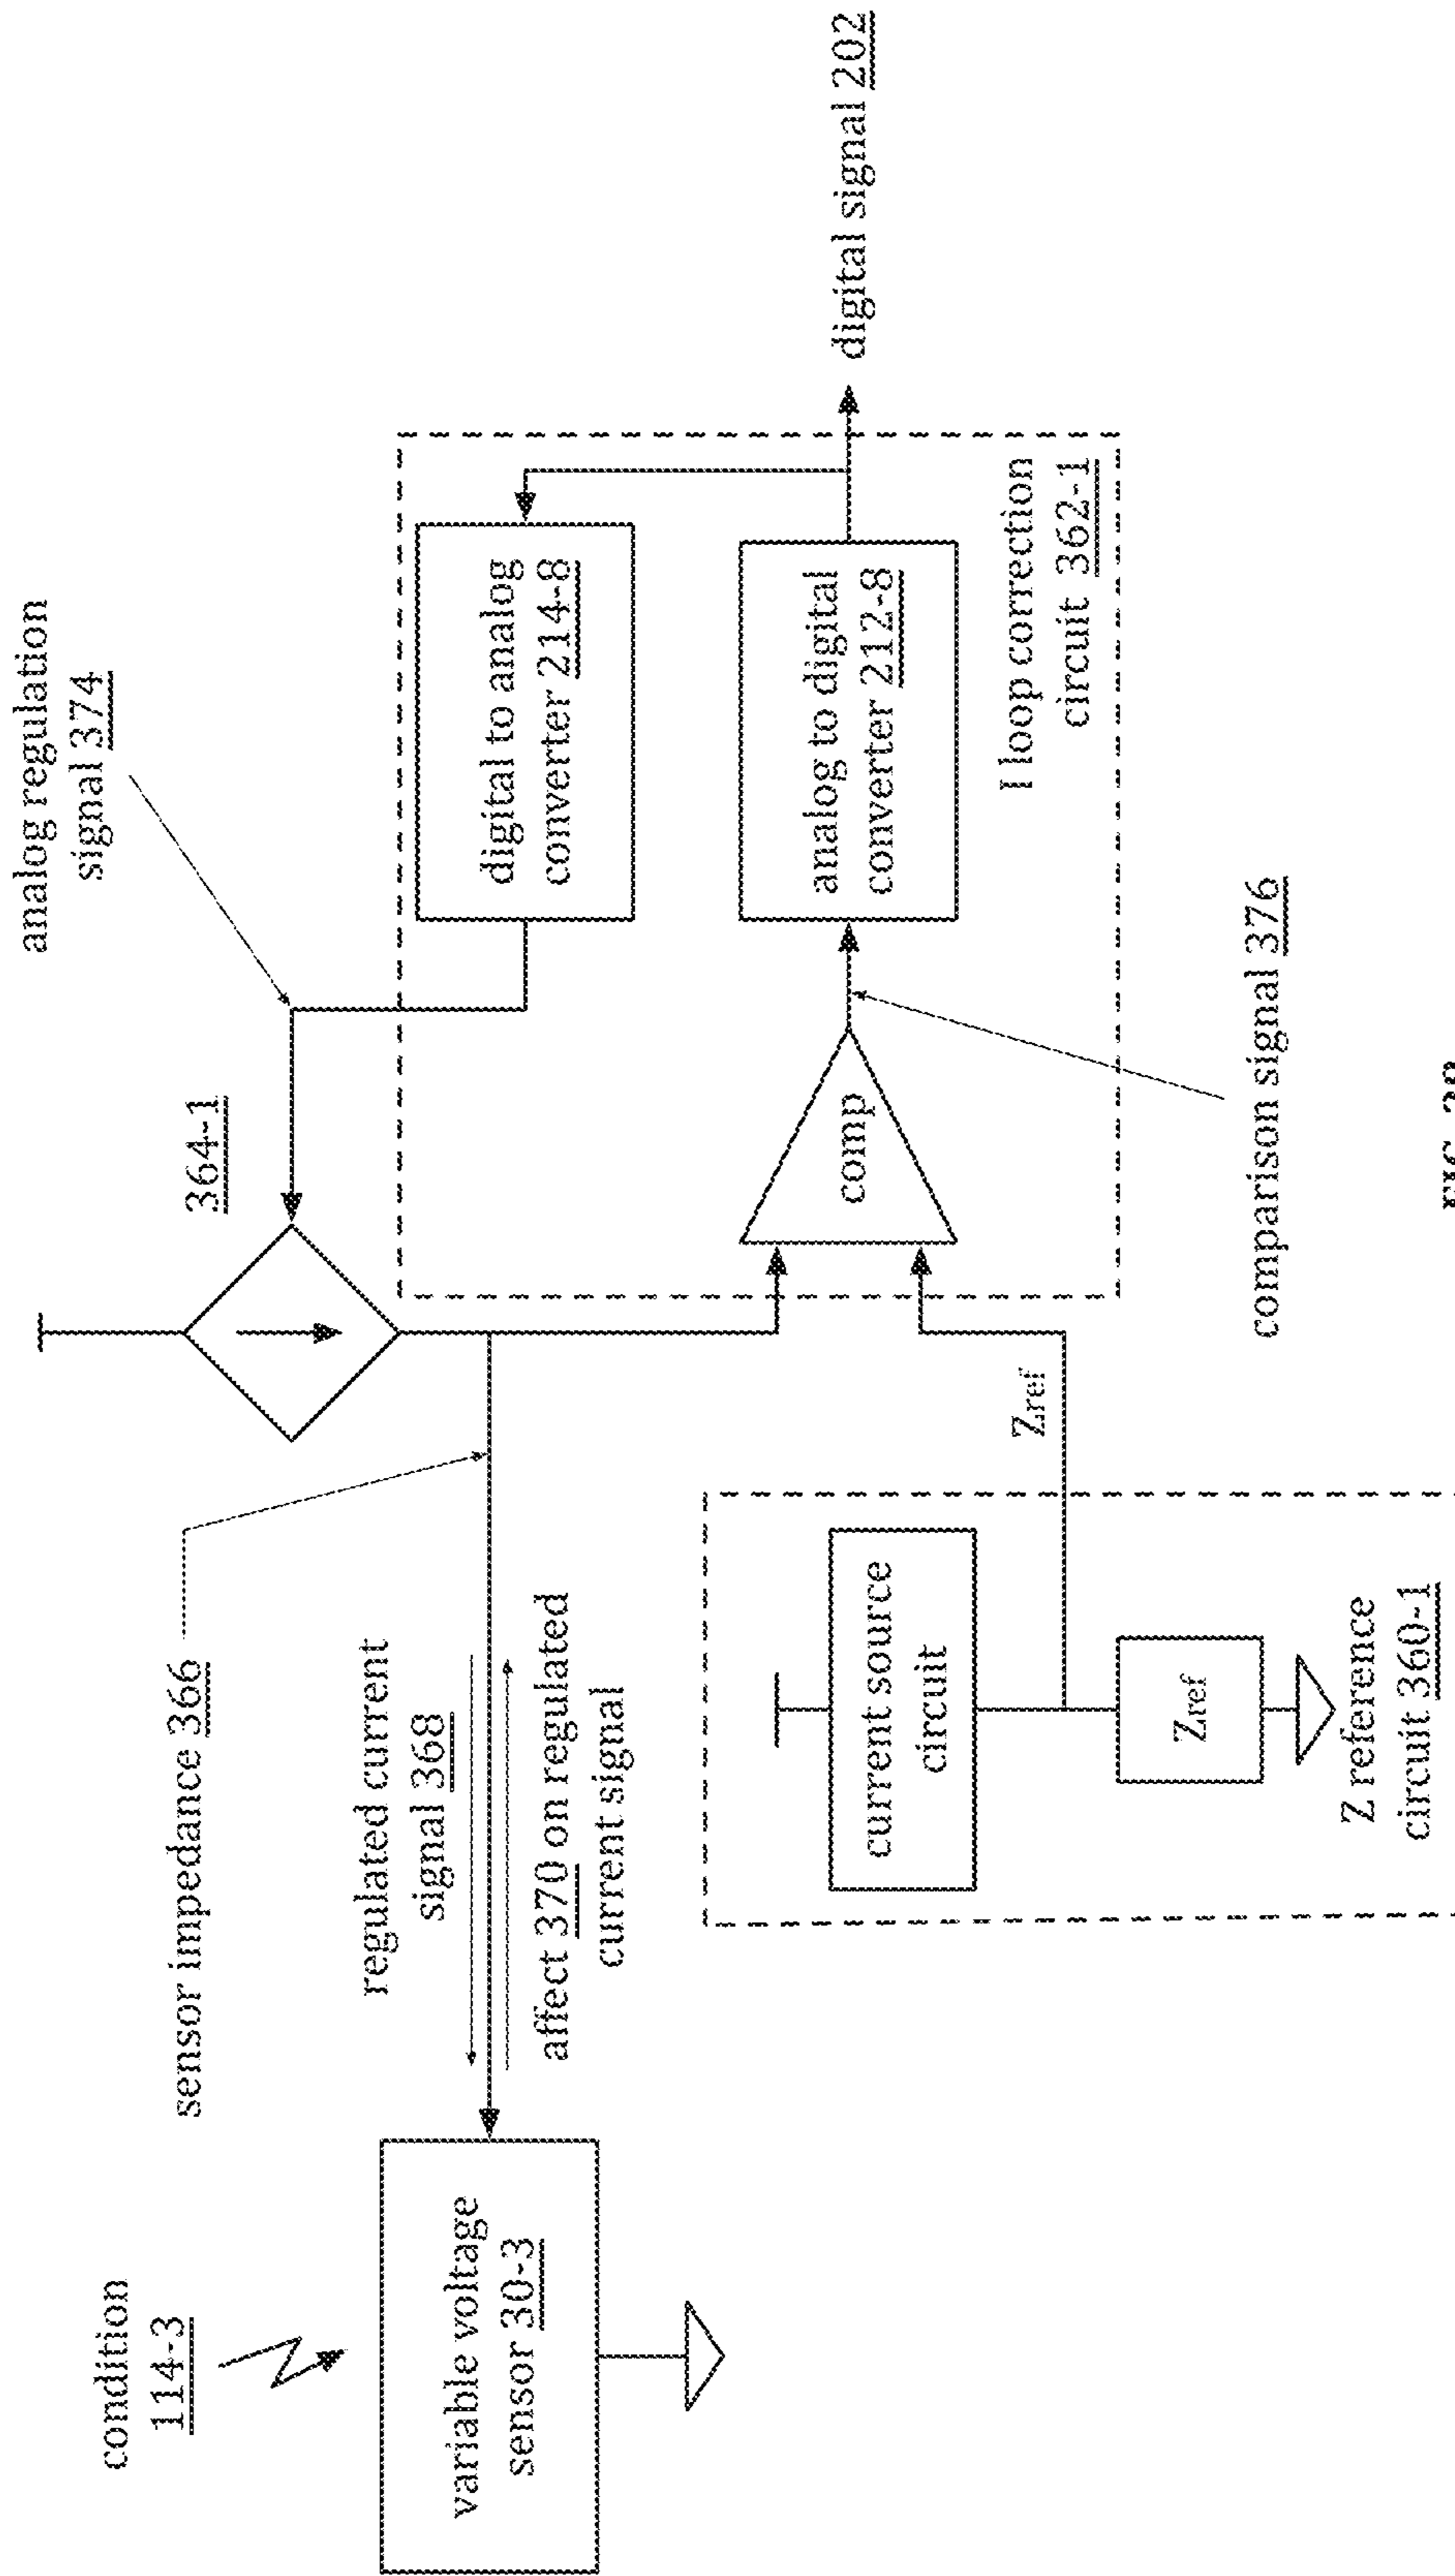 condition
114-3
variable voltage
sensor 30-3
sensor impedance 366
regulated current
signal 368
affect 370 on regulated
current signal
364-1
analog regulation
signal 374
digital to analog
converter 214-8
analog to digital
converter 212-8
I loop correction
circuit 362-1
digital signal 202
comp
comparison signal 376
Zref
current source
circuit
Zref
Z reference
circuit 360-1